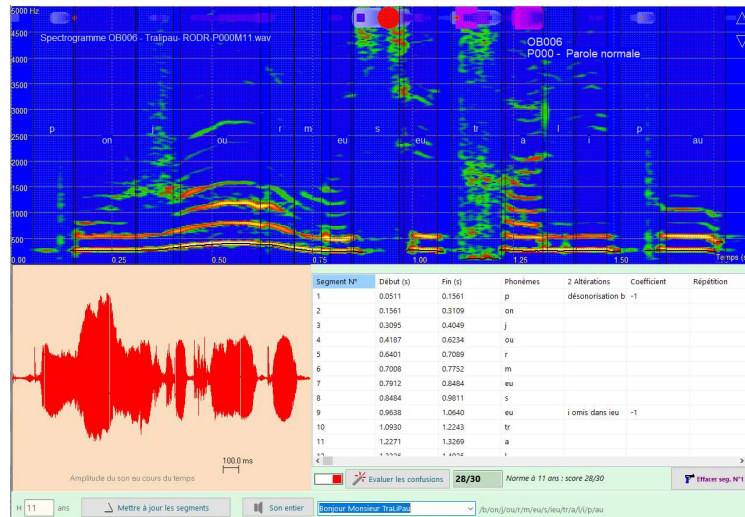 5000 Hz
Spectrogramme OB006 - Tralipau- RODR-P000M11.wav
OB006
P000 - Parole normale
4500
4000
3500
3000
2500
2000
1500
1000
500
p on j ou r m eu s eu tr a l i p au
0.00 0.25 0.50 0.75 1.00 1.25 1.50 Temps (s
Segment N° Début (s) Fin (s) Phonèmes 2 Altérations Coefficient Répétition
1 0.0511 0.1561 p désonorisation b -1
2 0.1561 0.3109 on
3 0.3095 0.4049 j
4 0.4187 0.6234 ou
5 0.6401 0.7089 r
6 0.7008 0.7752 m
7 0.7912 0.8484 eu
8 0.8484 0.9811 s
9 0.9638 1.0640 eu i omis dans ieu -1
10 1.0930 1.2243 tr
11 1.2271 1.3269 a
100.0 ms
Amplitude du son au cours du temps
Evaluer les confusions 28/30 Norme à 11 ans : score 28/30 Effacer seg. N°1
H 11 ans Mettre à jour les segments Son entier Bonjour Monsieur TraLiPau /b/on/j/ou/r/m/eu/s/ieu/tr/a/l/i/p/au